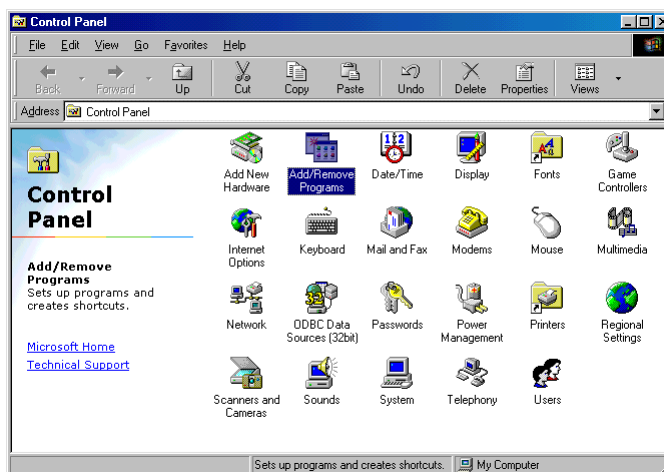 Control Panel
File Edit View Go Favorites Help
Back Forward Up Cut Copy Paste Undo Delete Properties Views
Address Control Panel
Control
Panel
Add/Remove
Programs
Sets up programs and
creates shortcuts.
Microsoft Home
Technical Support
Add New
Hardware
Add/Remove
Programs
Date/Time
Display
Fonts
Game
Controllers
Internet
Options
Keyboard
Mail and Fax
Modems
Mouse
Multimedia
Network
ODBC Data
Sources (32bit)
Passwords
Power
Management
Printers
Regional
Settings
Scanners and
Cameras
Sounds
System
Telephony
Users
Sets up programs and creates shortcuts. My Computer